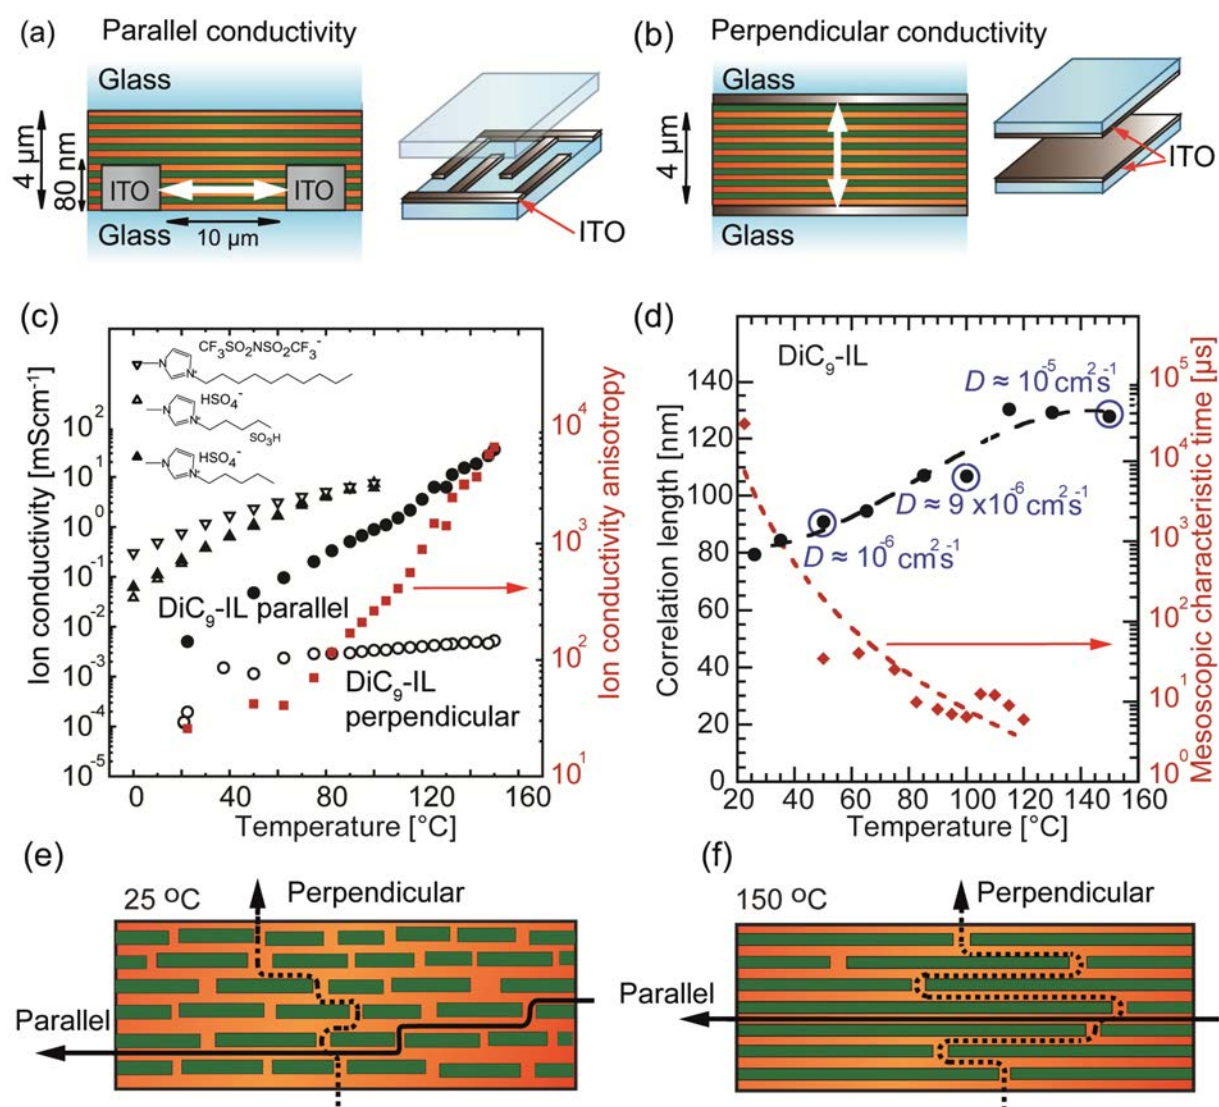 (a) Parallel conductivity
Glass
4 µm
80 nm
ITO
ITO
10 µm
Glass
ITO
(b) Perpendicular conductivity
Glass
4 µm
Glass
ITO
(c)
CF3SO2NSO2CF3-
N
N+
HSO4-
N
N+
SO3H
HSO4-
N
N+
Ion conductivity [mScm-1]
10^2
10^1
10^0
10^-1
10^-2
10^-3
10^-4
10^-5
DiC9-IL parallel
DiC9-IL
perpendicular
Ion conductivity anisotropy
10^4
10^3
10^2
10^1
0 40 80 120 160
Temperature [°C]
(d)
DiC9-IL
Correlation length [nm]
140
120
100
80
60
40
20
0
D ≈ 10^-5 cm^2s^-1
D ≈ 9 x10^-6 cm^2s^-1
D ≈ 10^-6 cm^2s^-1
Mesoscopic characteristic time [µs]
10^5
10^4
10^3
10^2
10^1
10^0
20 40 60 80 100 120 140 160
Temperature [°C]
(e)
25 °C
Perpendicular
Parallel
(f)
150 °C
Perpendicular
Parallel